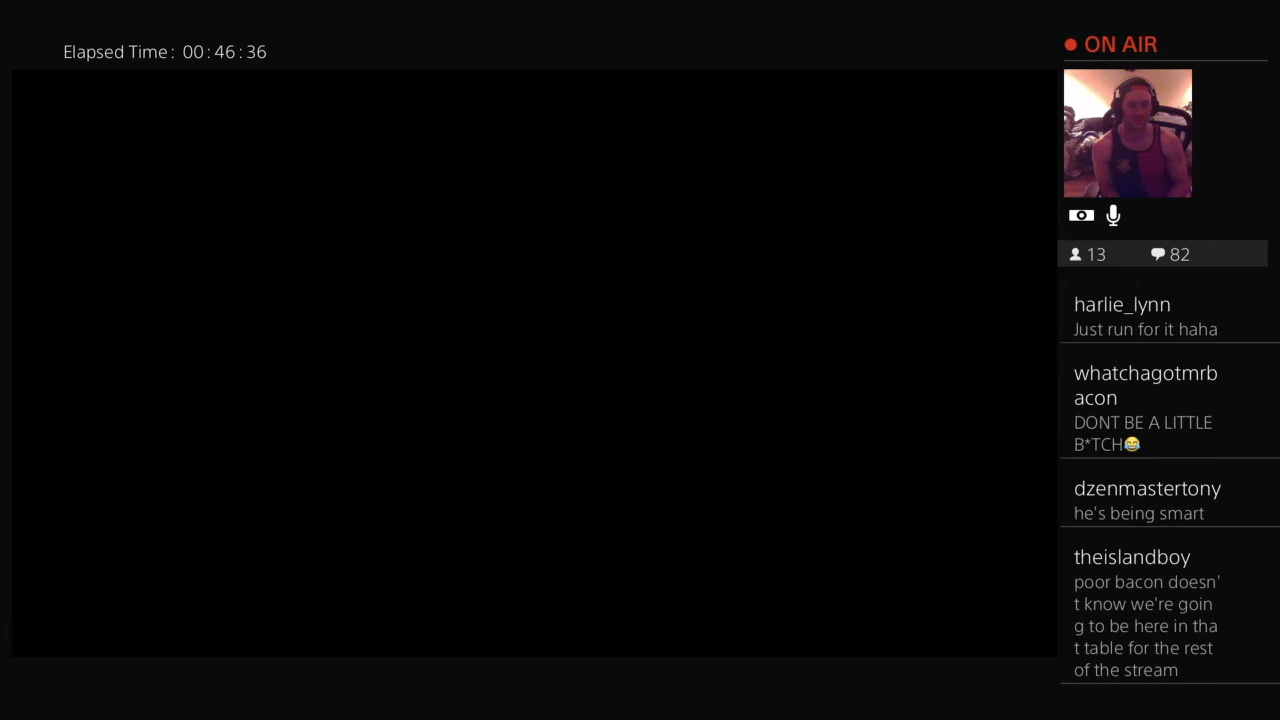 Elapsed Time: 00:46:36
ON AIR
13 82
harlie_lynn
Just run for it haha
whatchagotmrb
acon
DONT BE A LITTLE
B*TCH😂
dzenmastertony
he's being smart
theislandboy
poor bacon doesn'
t know we're goin
g to be here in tha
t table for the rest
of the stream